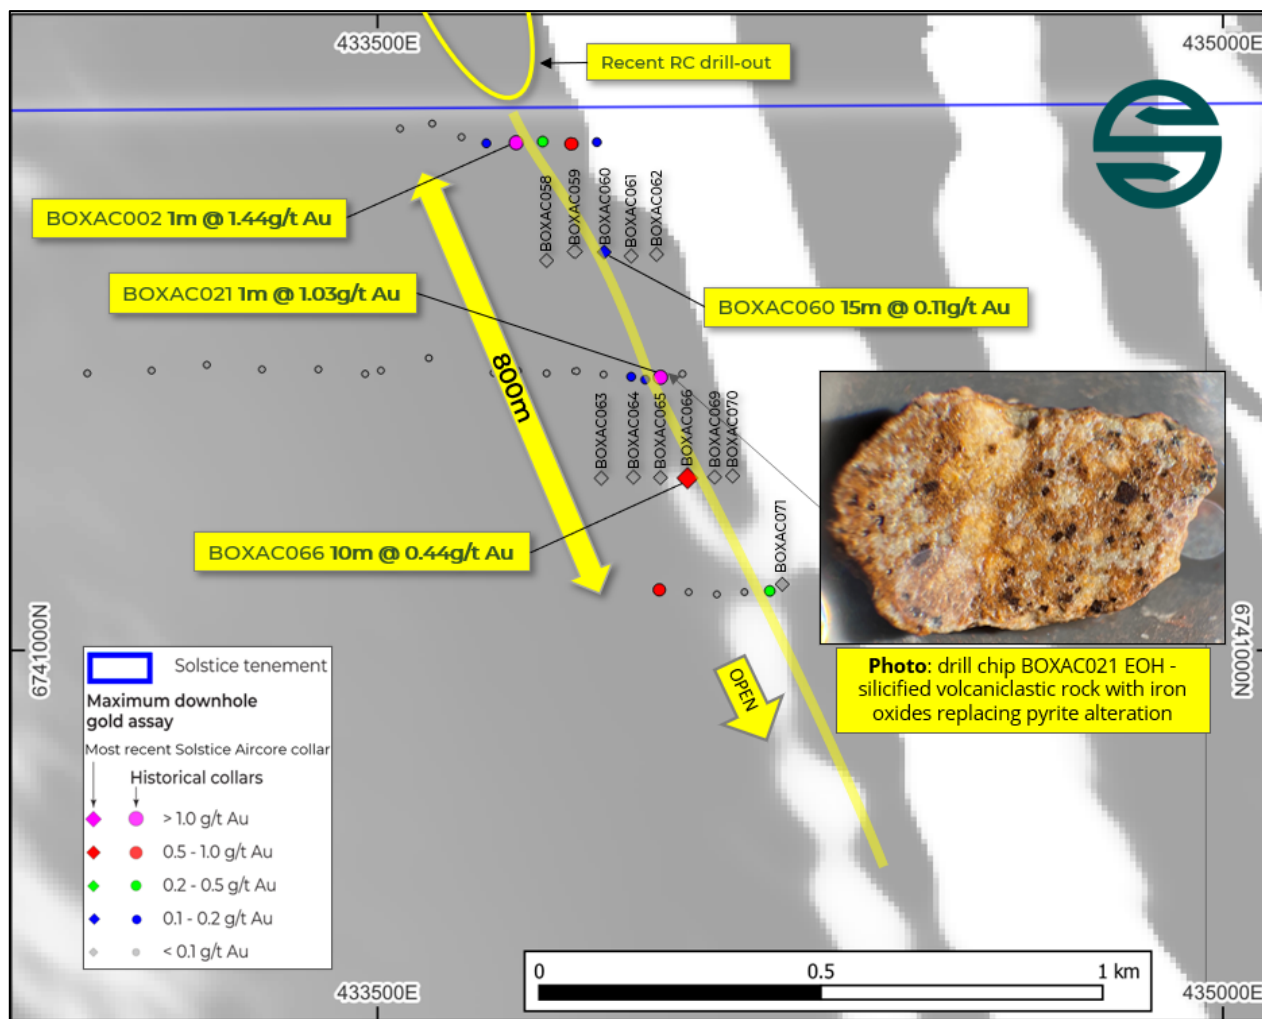 433500E
435000E
Recent RC drill-out
BOXAC058
BOXAC059
BOXAC060
BOXAC061
BOXAC062
BOXAC002 1m @ 1.44g/t Au
BOXAC021 1m @ 1.03g/t Au
BOXAC060 15m @ 0.11g/t Au
800m
BOXAC063
BOXAC064
BOXAC065
BOXAC066
BOXAC069
BOXAC070
BOXAC066 10m @ 0.44g/t Au
BOXAC071
6741000N
6741000N
OPEN
Photo: drill chip BOXAC021 EOH -
silicified volcaniclastic rock with iron
oxides replacing pyrite alteration
Solstice tenement
Maximum downhole
gold assay
Most recent Solstice Aircore collar
Historical collars
> 1.0 g/t Au
0.5 - 1.0 g/t Au
0.2 - 0.5 g/t Au
0.1 - 0.2 g/t Au
< 0.1 g/t Au
0 0.5 1 km
433500E
435000E